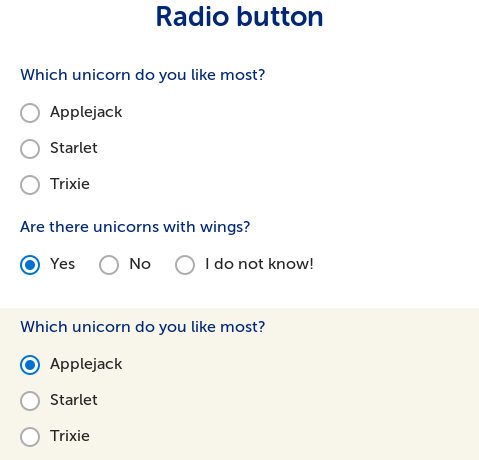 Radio button
Which unicorn do you like most?
Applejack
Starlet
Trixie
Are there unicorns with wings?
Yes No I do not know!
Which unicorn do you like most?
Applejack
Starlet
Trixie